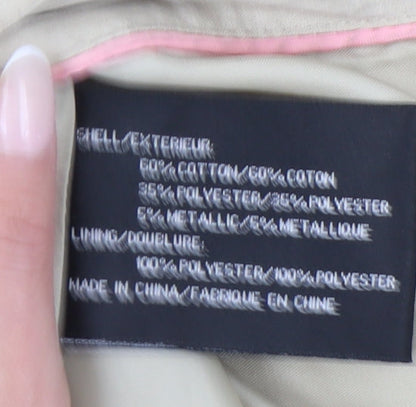 SHELL/EXTERIEUR:
60% COTTON/60% COTON
35% POLYESTER/35% POLYESTER
5% METALLIC/5% METALLIQUE
LINING/DOUBLURE:
100% POLYESTER/100% POLYESTER
MADE IN CHINA/FABRIQUE EN CHINE